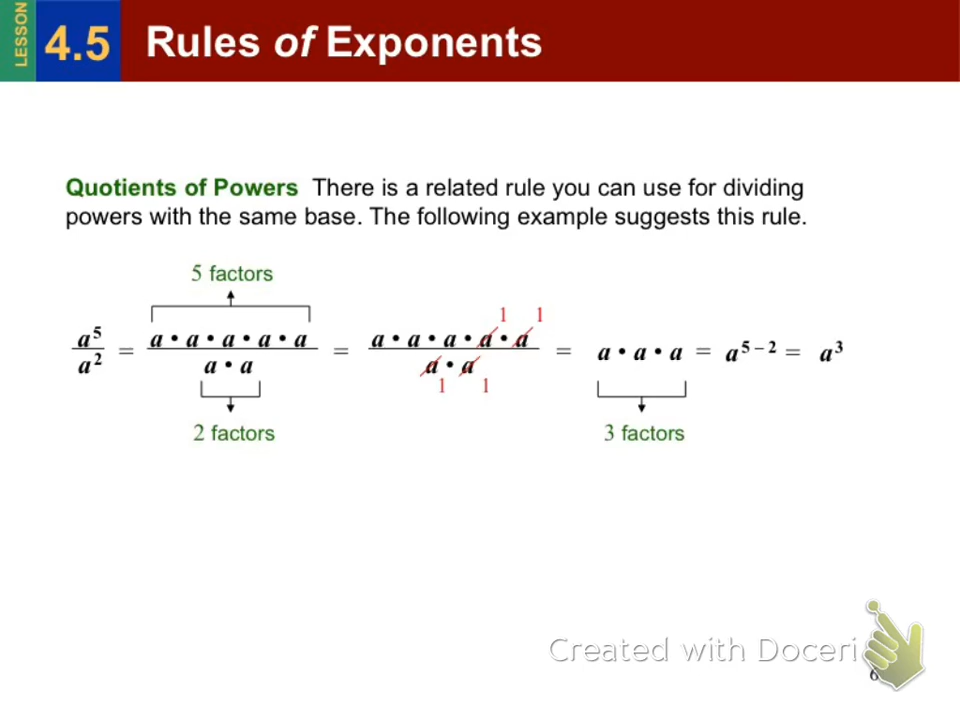 LESSON
4.5 Rules of Exponents
Quotients of Powers There is a related rule you can use for dividing
powers with the same base. The following example suggests this rule.
5 factors
1 1
a⁵/a² = a • a • a • a • a / a • a = a • a • a • a • a / a • a = a • a • a = a⁵⁻² = a³
1 1
2 factors 3 factors
Created with Doceri
6